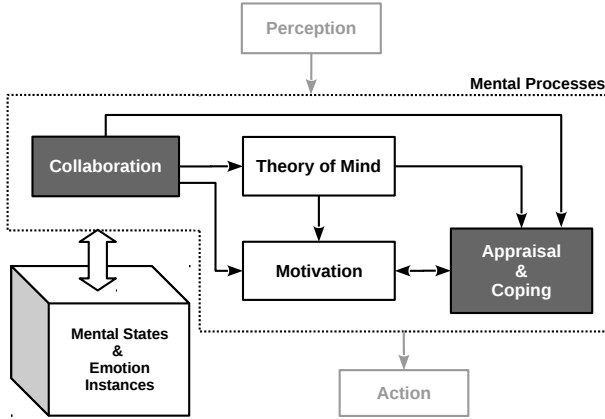 Perception
Mental Processes
Collaboration
Theory of Mind
Motivation
Appraisal
&
Coping
Mental States
&
Emotion
Instances
Action